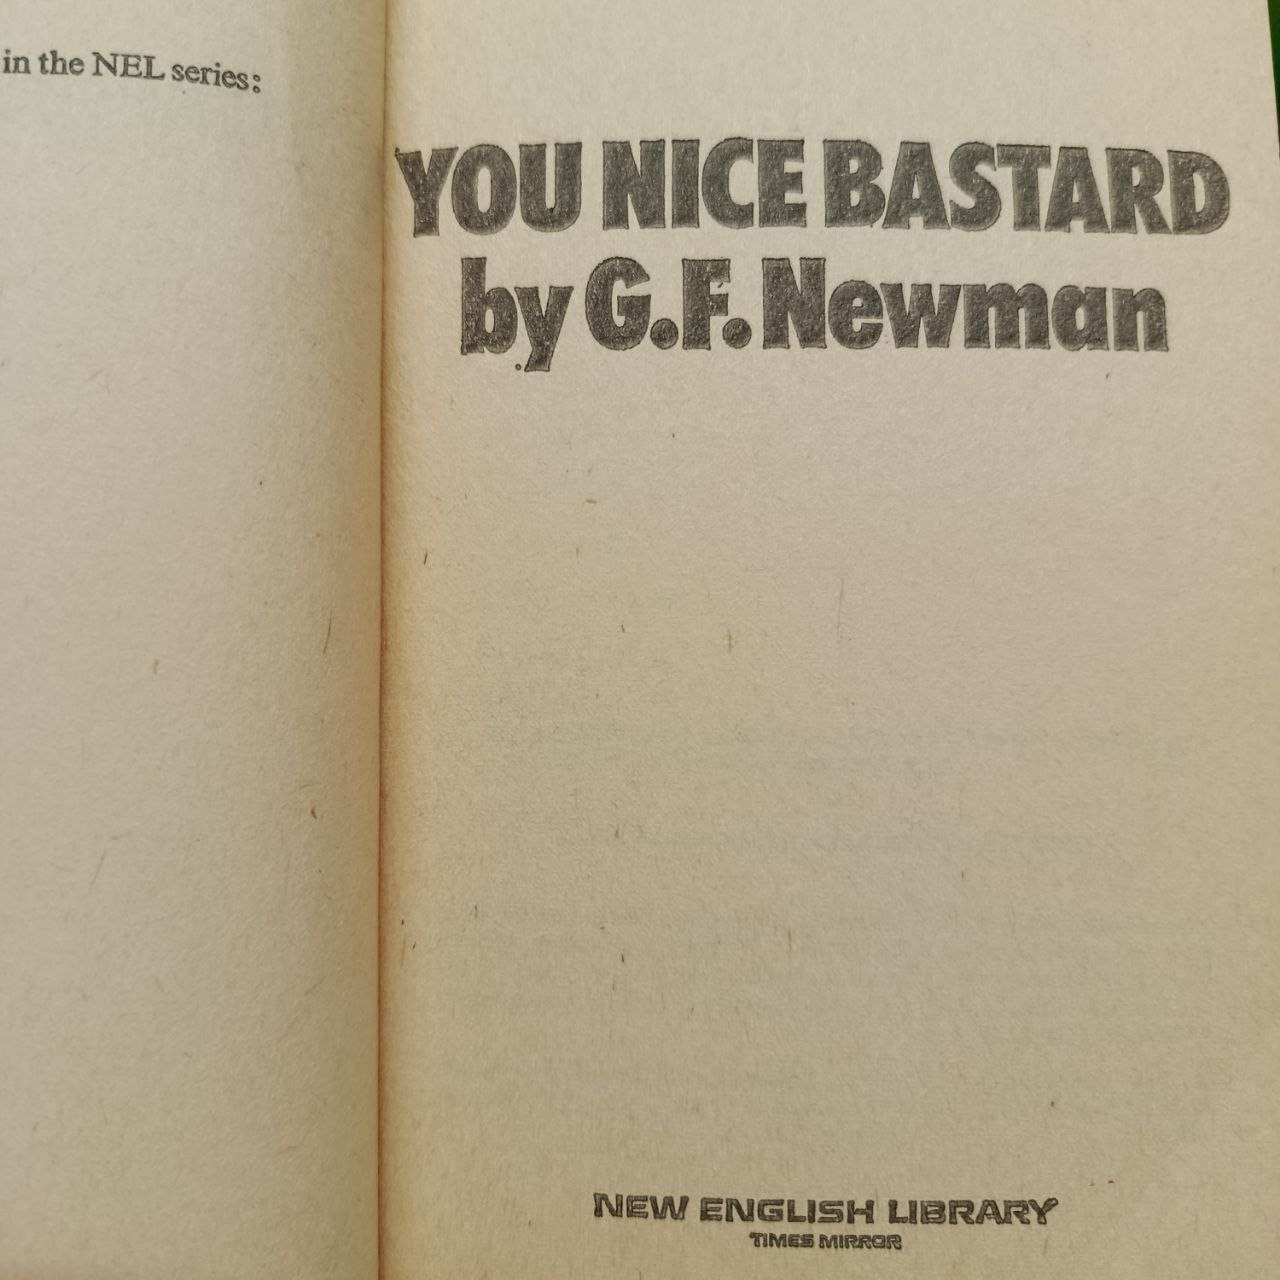 in the NEL series:
YOU NICE BASTARD
by G.F. Newman
NEW ENGLISH LIBRARY
TIMES MIRROR